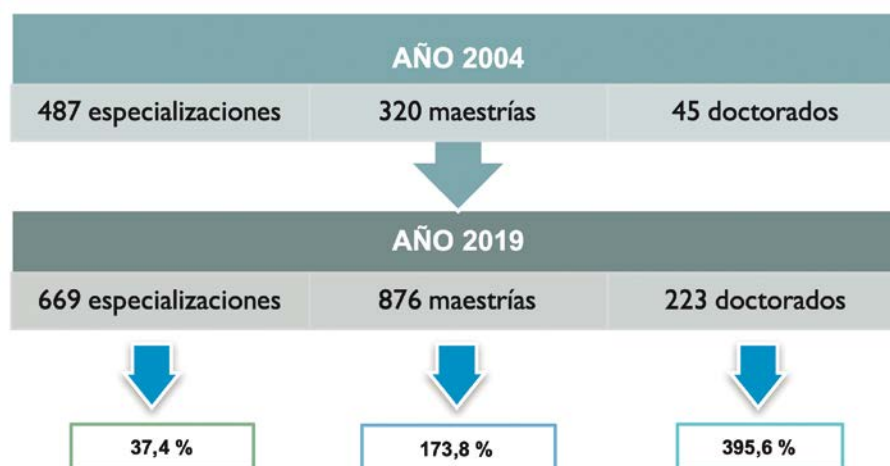 AÑO 2004
487 especializaciones 320 maestrías 45 doctorados
AÑO 2019
669 especializaciones 876 maestrías 223 doctorados
37,4 % 173,8 % 395,6 %